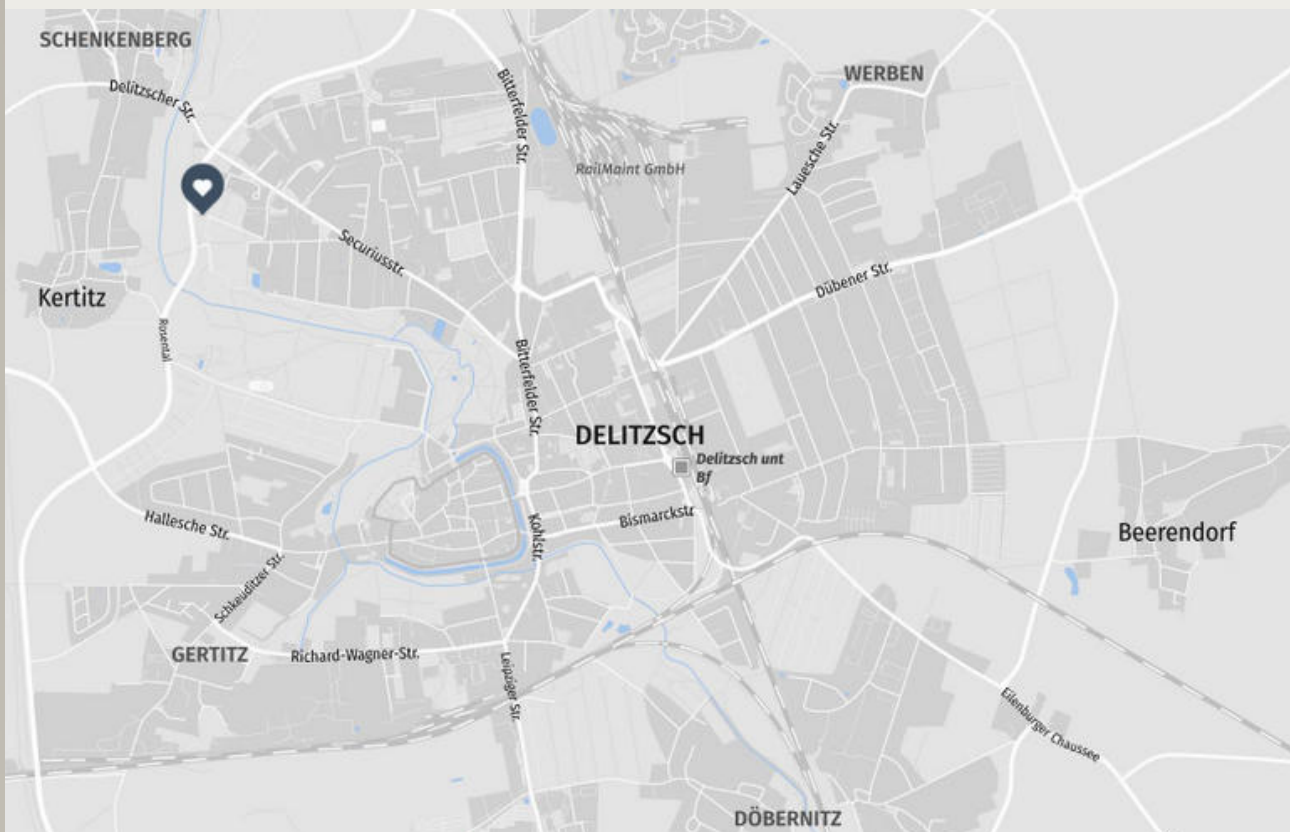 SCHENKENBERG
WERBEN
Delitzscher Str.
Bitterfelder Str.
Lauesche Str.
RailMaint GmbH
Securiusstr.
Dübener Str.
Kertitz
Rosental
Bitterfelder Str.
DELITZSCH
Delitzsch unt
Bf
Hallesche Str.
Kohlstr.
Bismarckstr.
Beerendorf
Schkeuditzer Str.
GERTITZ
Richard-Wagner-Str.
Leipziger Str.
Eilenburger Chaussee
DÖBERNITZ